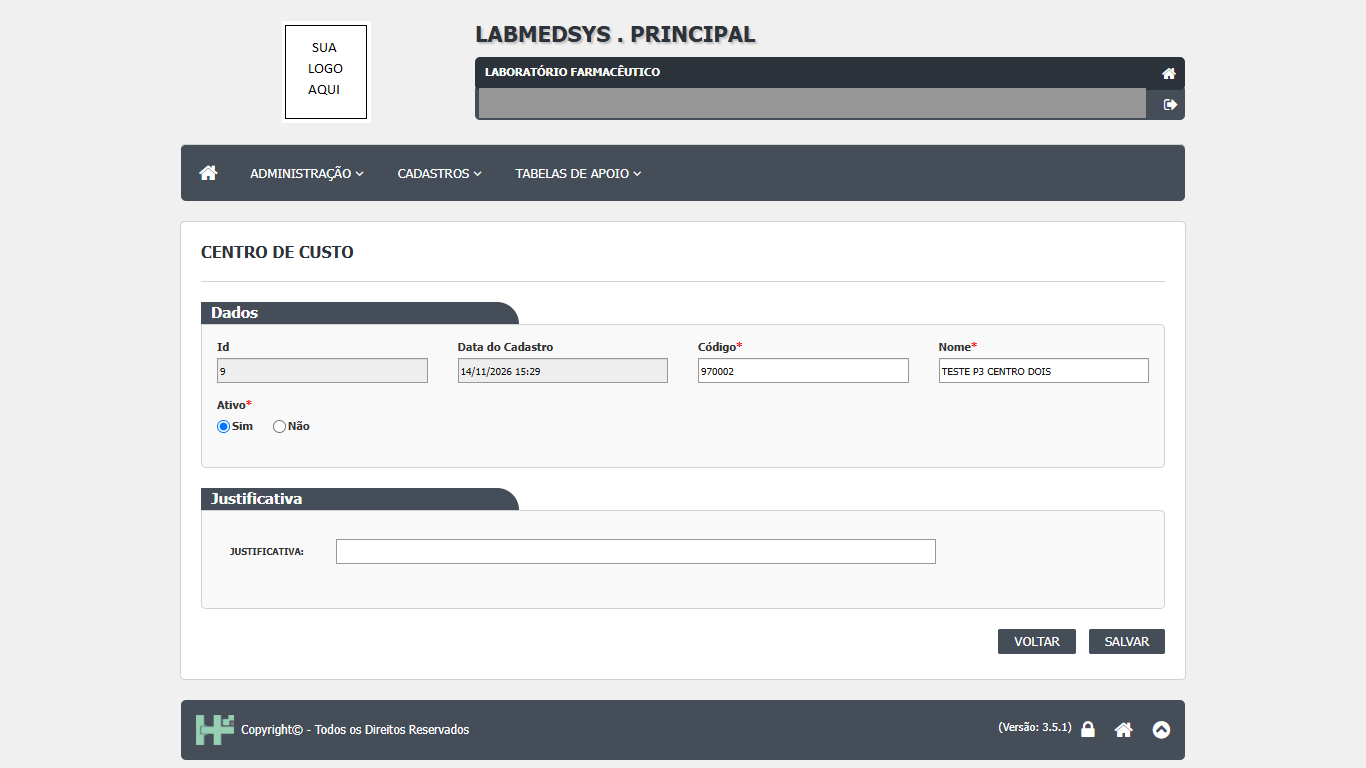 SUA
LOGO
AQUI
LABMEDSYS . PRINCIPAL
LABORATÓRIO FARMACÊUTICO
ADMINISTRAÇÃO CADASTROS TABELAS DE APOIO
CENTRO DE CUSTO
Dados
Id Data do Cadastro Código* Nome*
9 14/11/2026 15:29 970002 TESTE P3 CENTRO DOIS
Ativo*
Sim Não
Justificativa
JUSTIFICATIVA:
VOLTAR SALVAR
Copyright© - Todos os Direitos Reservados (Versão: 3.5.1)